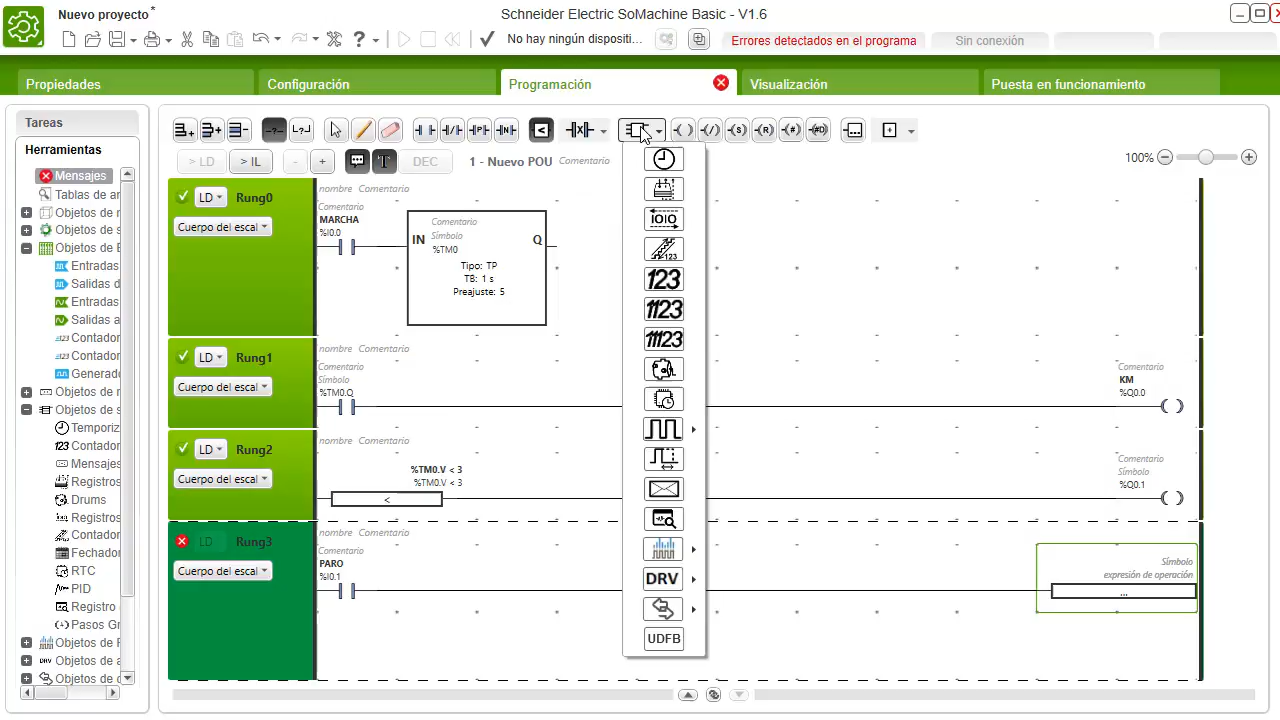 Nuevo proyecto *
Schneider Electric SoMachine Basic - V1.6
No hay ningún dispositi...
Errores detectados en el programa
Sin conexión
Propiedades
Configuración
Programación
Visualización
Puesta en funcionamiento
Tareas
Herramientas
Mensajes
Tablas de ar
Objetos de r
Objetos de s
Objetos de E
Entradas
Salidas d
Entradas
Salidas a
Contador
Contador
Generado
Objetos de r
Objetos de s
Temporiz
Contador
Mensajes
Registros
Drums
Registros
Contador
Fechador
RTC
PID
Registro
Pasos Gr
Objetos de F
Objetos de a
Objetos de c
> LD
> IL
-
+
T
DEC
1 - Nuevo POU
Comentario
100%
LD
Rung0
Cuerpo del escal
nombre Comentario
Comentario
MARCHA
%I0.0
Comentario
Símbolo
IN
%TM0
Q
Tipo: TP
TB: 1 s
Preajuste: 5
LD
Rung1
Cuerpo del escal
nombre Comentario
Comentario
Símbolo
%TM0.Q
Comentario
KM
%Q0.0
LD
Rung2
Cuerpo del escal
nombre Comentario
%TM0.V < 3
%TM0.V < 3
<
Comentario
Símbolo
%Q0.1
LD
Rung3
Cuerpo del escal
nombre Comentario
Comentario
PARO
%I0.1
Símbolo
expresión de operación
...
IOIO
123
123
1123
11123
DRV
UDFB